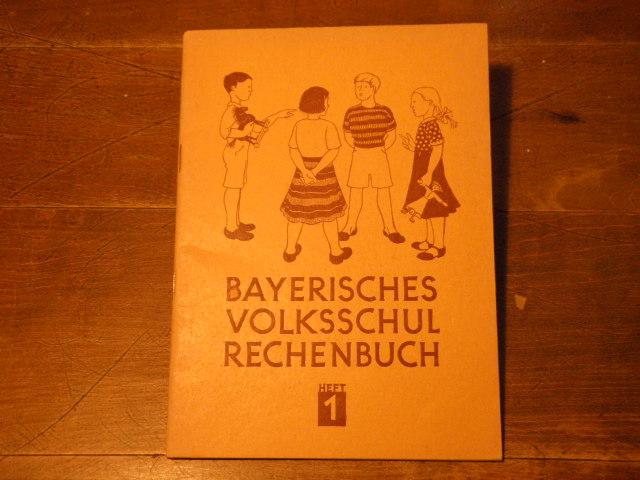 BAYERISCHES
VOLKSSCHUL
RECHENBUCH
HEFT
1